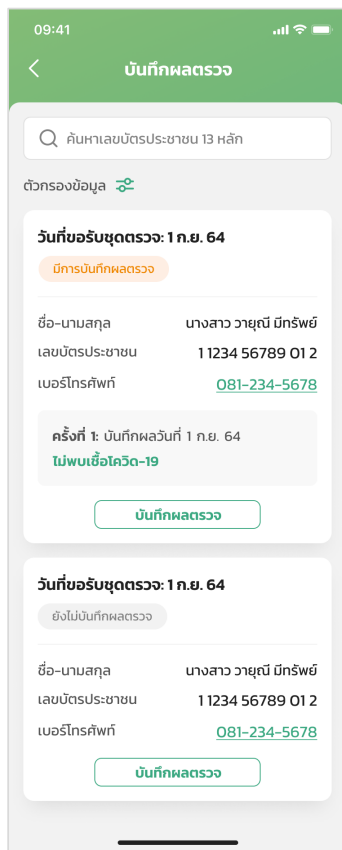 09:41
บันทึกผลตรวจ
ค้นหาเลขบัตรประชาชน 13 หลัก
ตัวกรองข้อมูล
วันที่ขอรับชุดตรวจ: 1 ก.ย. 64
มีการบันทึกผลตรวจ
ชื่อ-นามสกุล นางสาว วายุณี มีทรัพย์
เลขบัตรประชาชน 1 1234 56789 01 2
เบอร์โทรศัพท์ 081-234-5678
ครั้งที่ 1: บันทึกผลวันที่ 1 ก.ย. 64
ไม่พบเชื้อโควิด-19
บันทึกผลตรวจ
วันที่ขอรับชุดตรวจ: 1 ก.ย. 64
ยังไม่บันทึกผลตรวจ
ชื่อ-นามสกุล นางสาว วายุณี มีทรัพย์
เลขบัตรประชาชน 1 1234 56789 01 2
เบอร์โทรศัพท์ 081-234-5678
บันทึกผลตรวจ